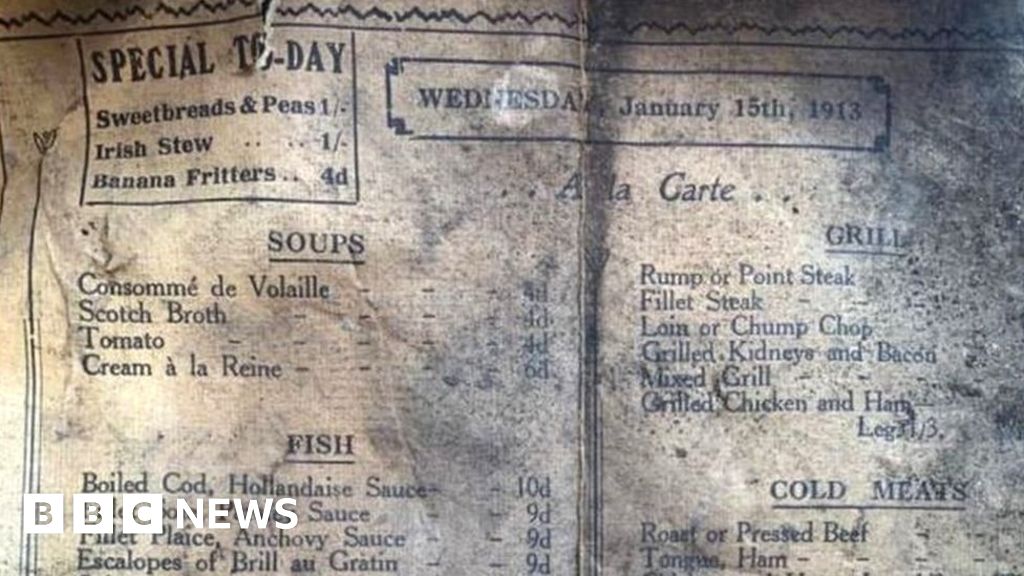 SPECIAL TO-DAY
Sweetbreads & Peas 1/-
Irish Stew .. .. 1/-
Banana Fritters .. 4d
WEDNESDAY, January 15th, 1913
. . A la Carte . .
SOUPS
Consommé de Volaille - - - 4d
Scotch Broth - - - - 4d
Tomato - - - - - 4d
Cream à la Reine - - - - 6d
FISH
Boiled Cod, Hollandaise Sauce - - 10d
Sauce - - 9d
Fillet Plaice, Anchovy Sauce - - 9d
Escalopes of Brill au Gratin - - 9d
GRILL
Rump or Point Steak
Fillet Steak - - -
Loin or Chump Chop
Grilled Kidneys and Bacon
Mixed Grill - - -
Grilled Chicken and Ham -
Leg 1/3.
COLD MEATS
Roast or Pressed Beef -
Tongue, Ham - - -
BBC NEWS